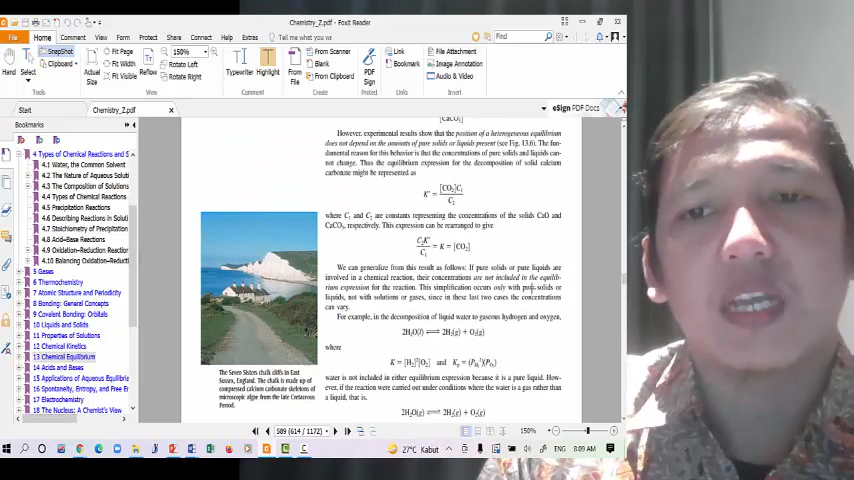 Chemistry_Z.pdf - Foxit Reader
File Home Comment View Form Protect Share Connect Help Extras Tell me what you w... Find
Hand Select SnapShot Clipboard Actual Size Fit Page Fit Width Fit Visible Reflow 150% Rotate Left Rotate Right Typewriter Highlight From File From Scanner Blank From Clipboard PDF Sign Link Bookmark File Attachment Image Annotation Audio & Video
Tools View Comment Create Protect Links Insert
Start Chemistry_Z.pdf eSign PDF Docs
Bookmarks
4 Types of Chemical Reactions and S
4.1 Water, the Common Solvent
4.2 The Nature of Aqueous Solution
4.3 The Composition of Solutions
4.4 Types of Chemical Reactions
4.5 Precipitation Reactions
4.6 Describing Reactions in Solut
4.7 Stoichiometry of Precipitation
4.8 Acid–Base Reactions
4.9 Oxidation–Reduction Reaction
4.10 Balancing Oxidation–Reduct
5 Gases
6 Thermochemistry
7 Atomic Structure and Periodicity
8 Bonding: General Concepts
9 Covalent Bonding: Orbitals
10 Liquids and Solids
11 Properties of Solutions
12 Chemical Kinetics
13 Chemical Equilibrium
14 Acids and Bases
15 Applications of Aqueous Equilibria
16 Spontaneity, Entropy, and Free En
17 Electrochemistry
18 The Nucleus: A Chemist's View
[CaCO₃]
However, experimental results show that the position of a heterogeneous equilibrium
does not depend on the amounts of pure solids or liquids present (see Fig. 13.6). The fun-
damental reason for this behavior is that the concentrations of pure solids and liquids can-
not change. Thus the equilibrium expression for the decomposition of solid calcium
carbonate might be represented as
K' = [CO₂]C₁ / C₂
where C₁ and C₂ are constants representing the concentrations of the solids CaO and
CaCO₃, respectively. This expression can be rearranged to give
C₂K' / C₁ = K = [CO₂]
We can generalize from this result as follows: If pure solids or pure liquids are
involved in a chemical reaction, their concentrations are not included in the equilib-
rium expression for the reaction. This simplification occurs only with pure solids or
liquids, not with solutions or gases, since in these last two cases the concentrations
can vary.
For example, in the decomposition of liquid water to gaseous hydrogen and oxygen,
2H₂O(l) ⇌ 2H₂(g) + O₂(g)
where
K = [H₂]²[O₂] and Kp = (P_H₂²)(P_O₂)
water is not included in either equilibrium expression because it is a pure liquid. How-
ever, if the reaction were carried out under conditions where the water is a gas rather than
a liquid, that is,
2H₂O(g) ⇌ 2H₂(g) + O₂(g)
The Seven Sisters chalk cliffs in East
Sussex, England. The chalk is made up of
compressed calcium carbonate skeletons of
microscopic algae from the late Cretaceous
Period.
589 (614 / 1172) 150%
27°C Kabut ENG 8:09 AM